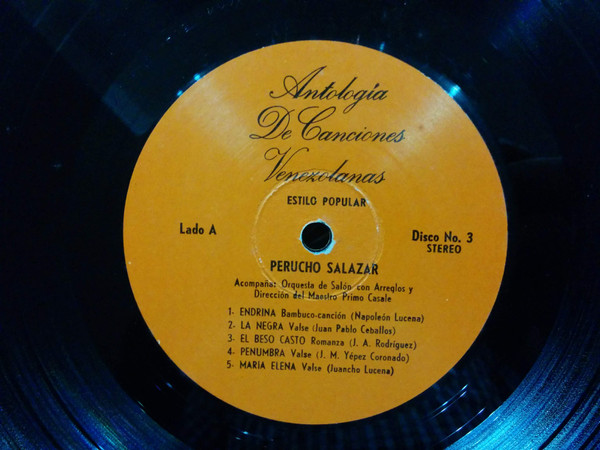 Antología
De Canciones
Venezolanas
ESTILO POPULAR
Lado A
Disco No. 3
STEREO
PERUCHO SALAZAR
Acompaña: Orquesta de Salón con Arreglos y
Dirección del Maestro Primo Casale
1- ENDRINA Bambuco-canción (Napoleón Lucena)
2- LA NEGRA Valse (Juan Pablo Ceballos)
3- EL BESO CASTO Romanza (J. A. Rodríguez)
4- PENUMBRA Valse (J. M. Yépez Coronado)
5- MARIA ELENA Valse (Juancho Lucena)